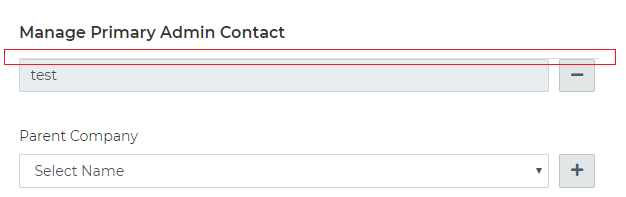 Manage Primary Admin Contact
test
Parent Company
Select Name